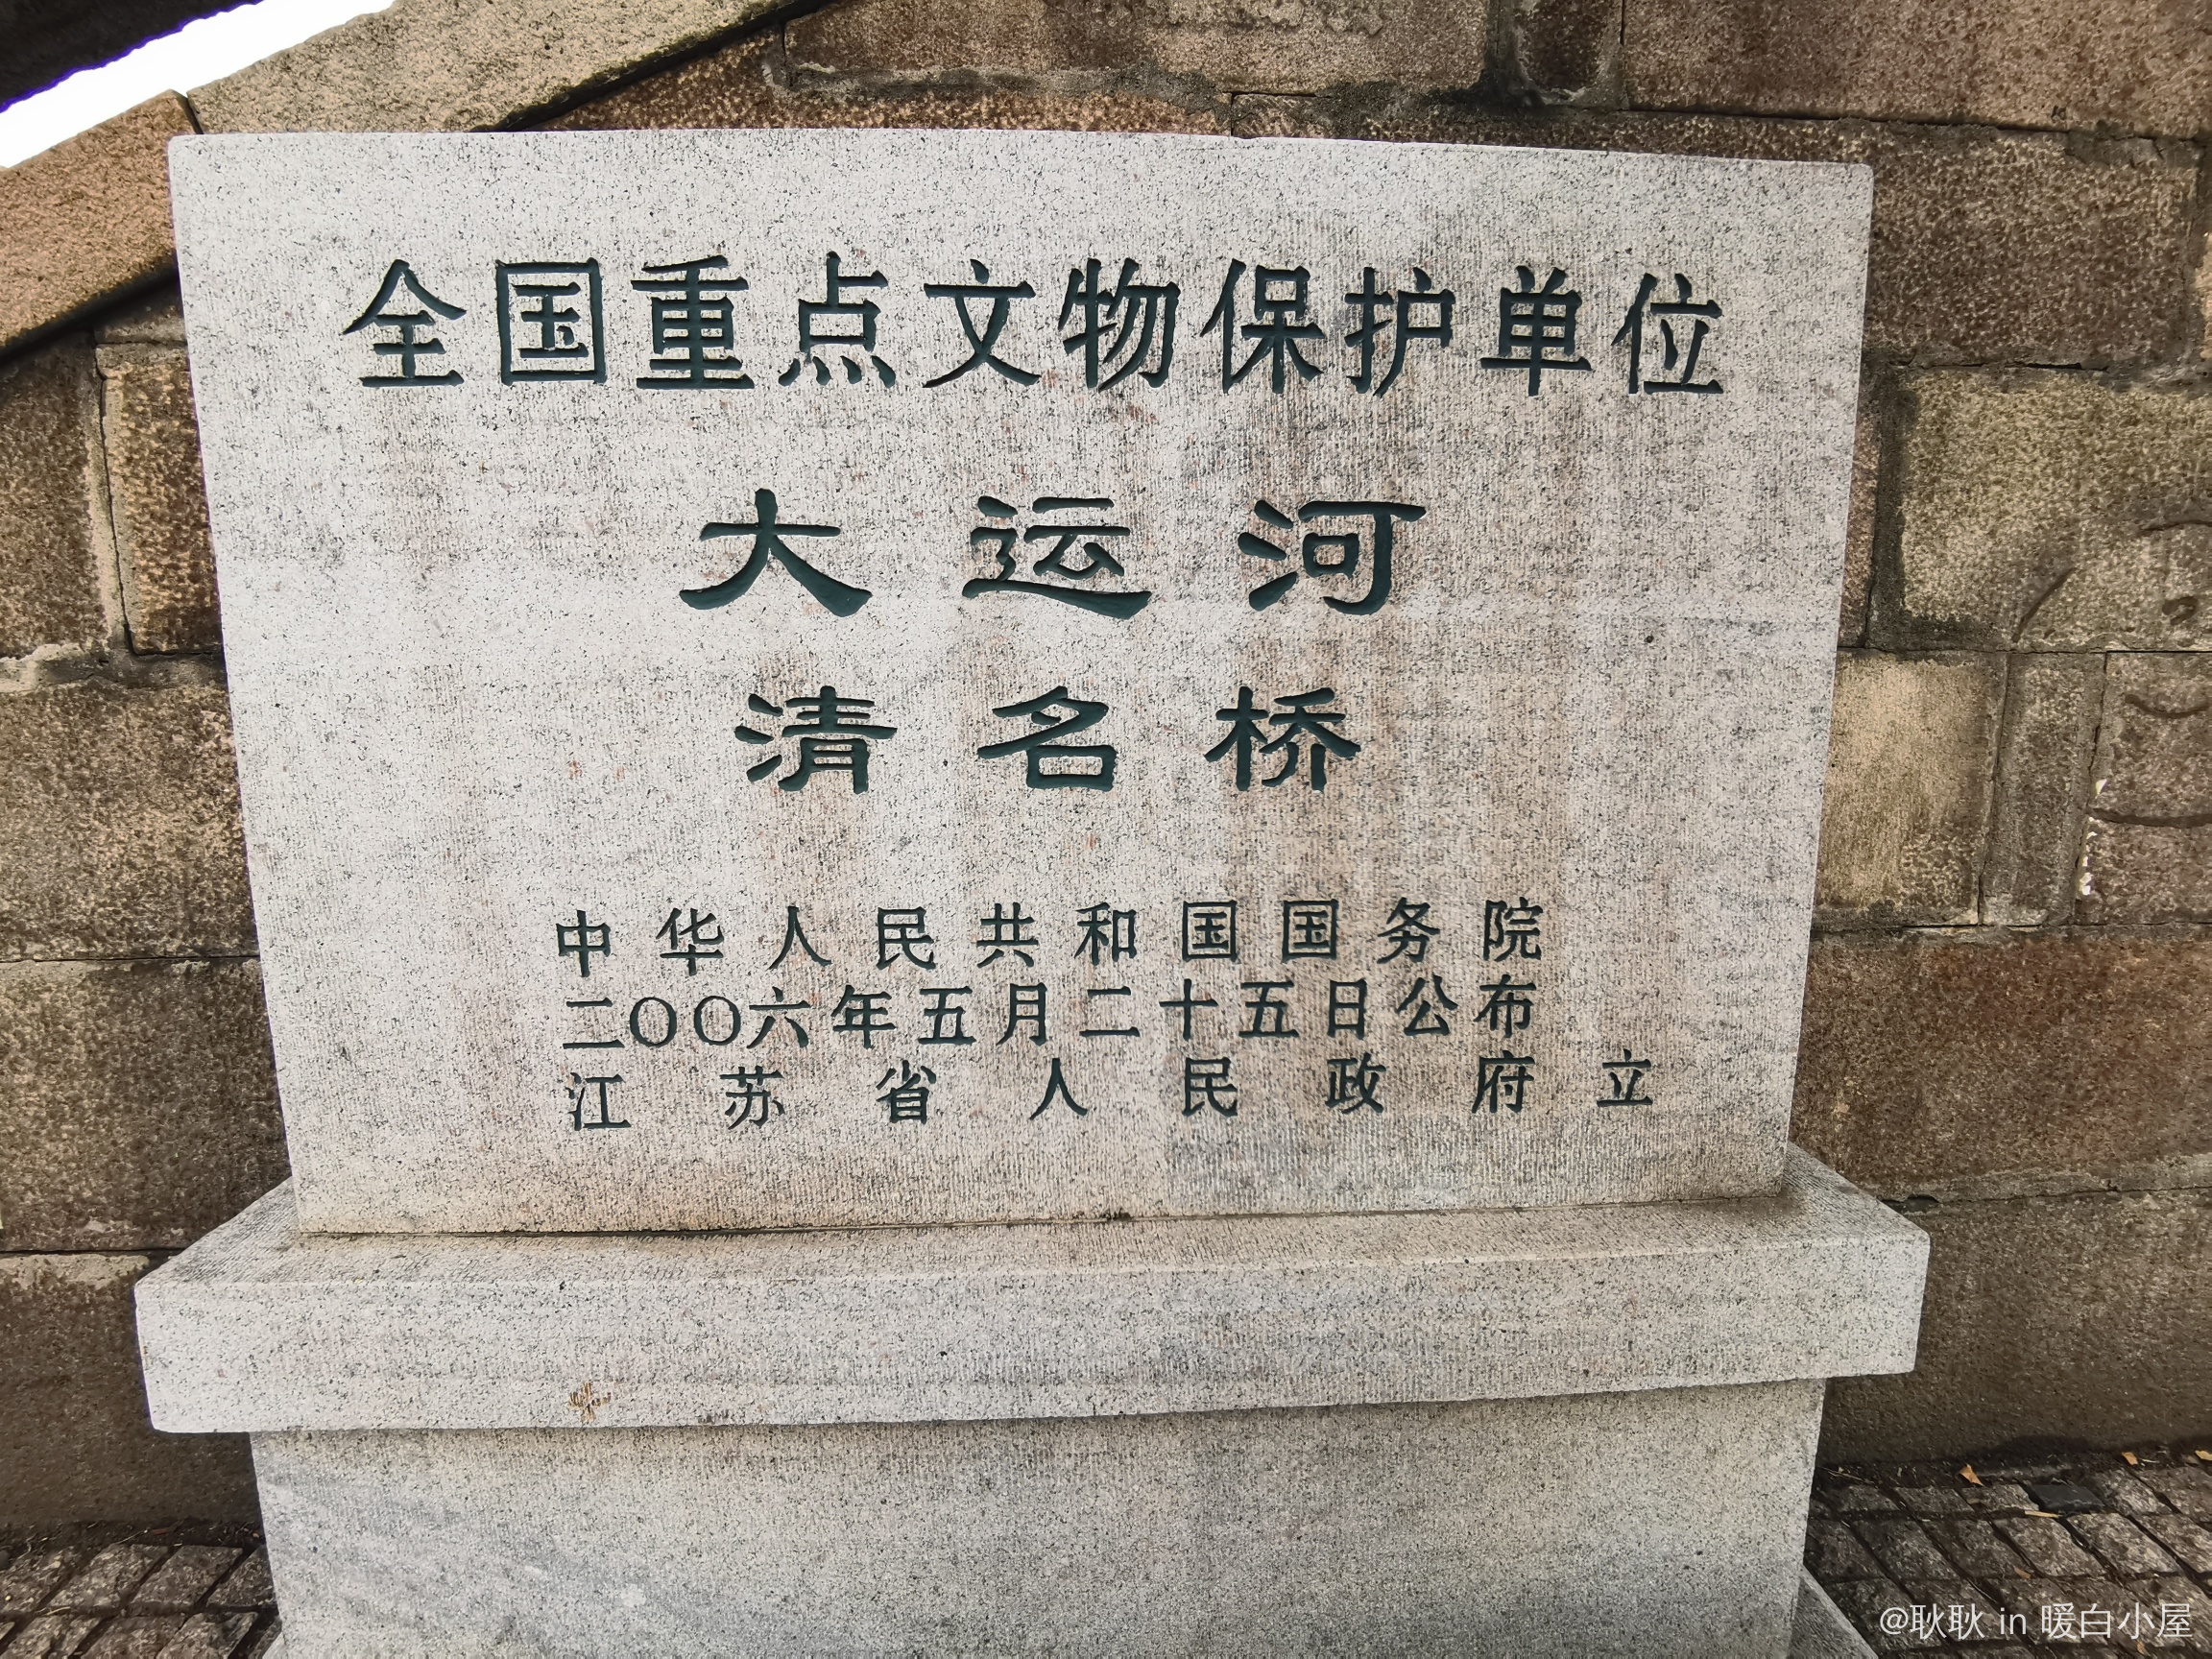 全国重点文物保护单位
大运河
清名桥
中华人民共和国国务院
二〇〇六年五月二十五日公布
江苏省人民政府立
@耿耿 in 暖白小屋